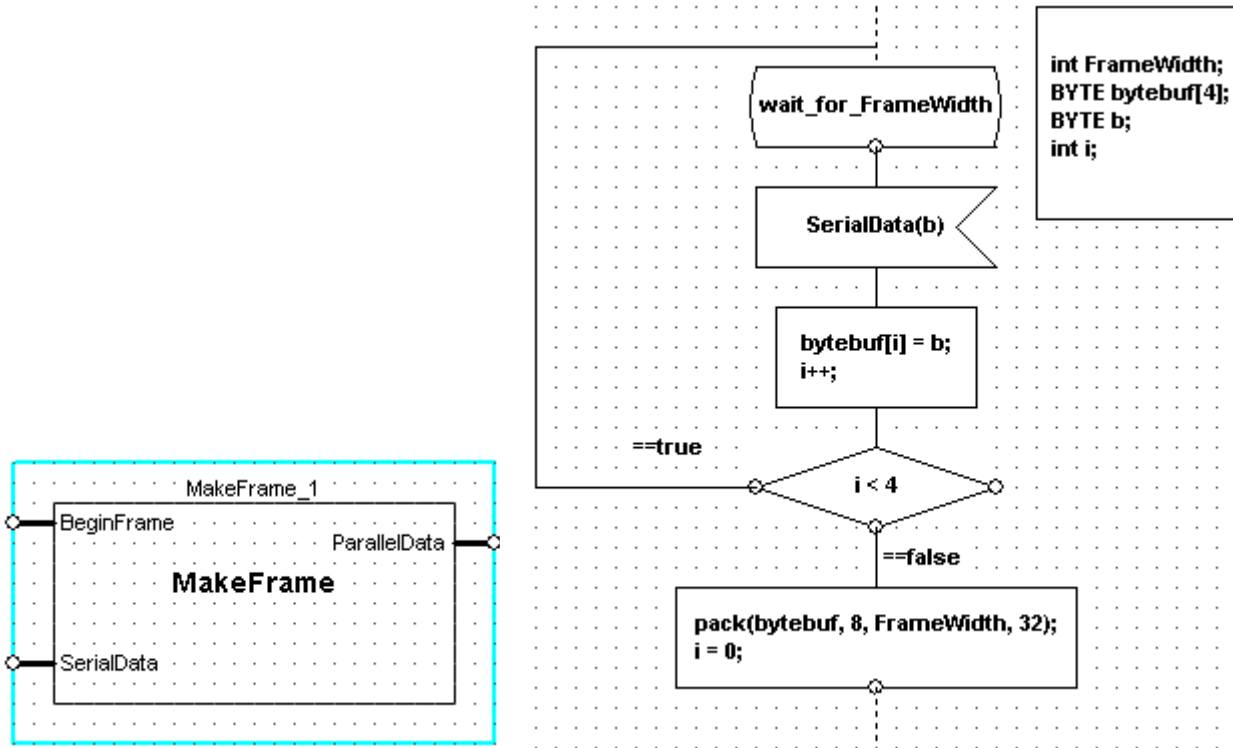 MakeFrame_1
BeginFrame
ParallelData
MakeFrame
SerialData
wait_for_FrameWidth
SerialData(b)
bytebuf[i] = b;
i++;
==true
i < 4
==false
pack(bytebuf, 8, FrameWidth, 32);
i = 0;
int FrameWidth;
BYTE bytebuf[4];
BYTE b;
int i;